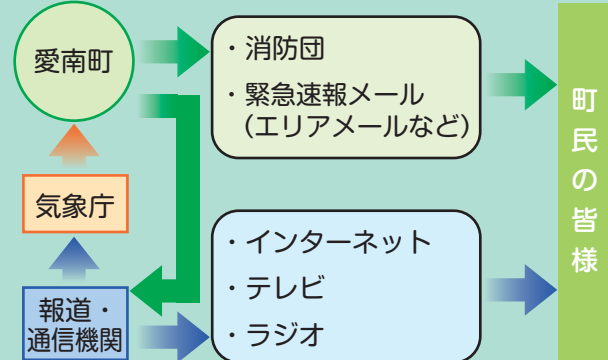 愛南町
・消防団
・緊急速報メール
(エリアメールなど)
町民の皆様
気象庁
・インターネット
・テレビ
・ラジオ
報道・
通信機関